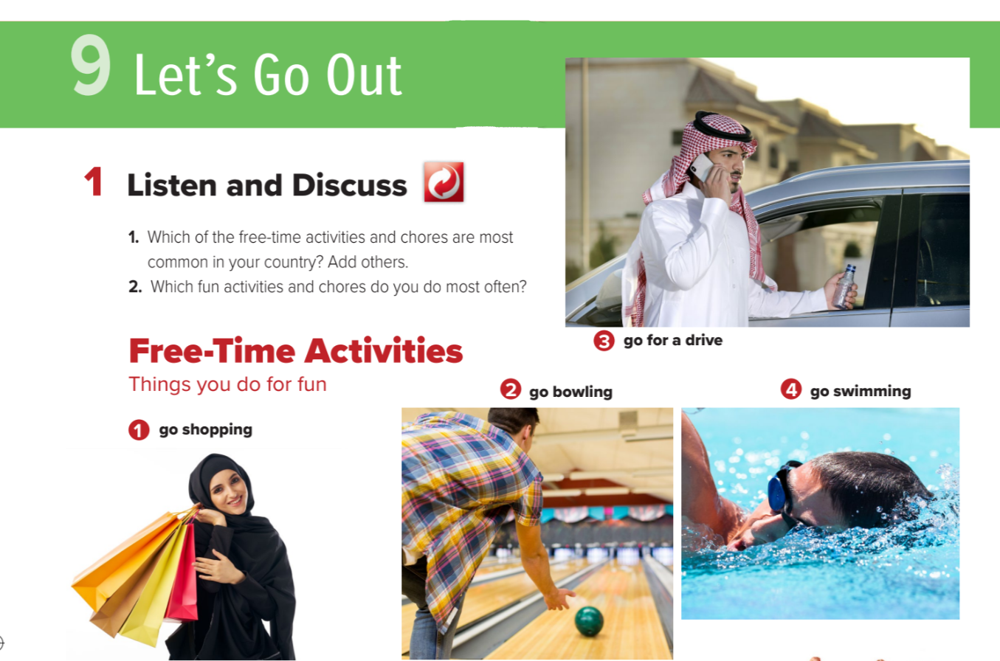 9 Let's Go Out
1 Listen and Discuss
1. Which of the free-time activities and chores are most
common in your country? Add others.
2. Which fun activities and chores do you do most often?
3 go for a drive
Free-Time Activities
Things you do for fun
1 go shopping
2 go bowling
4 go swimming